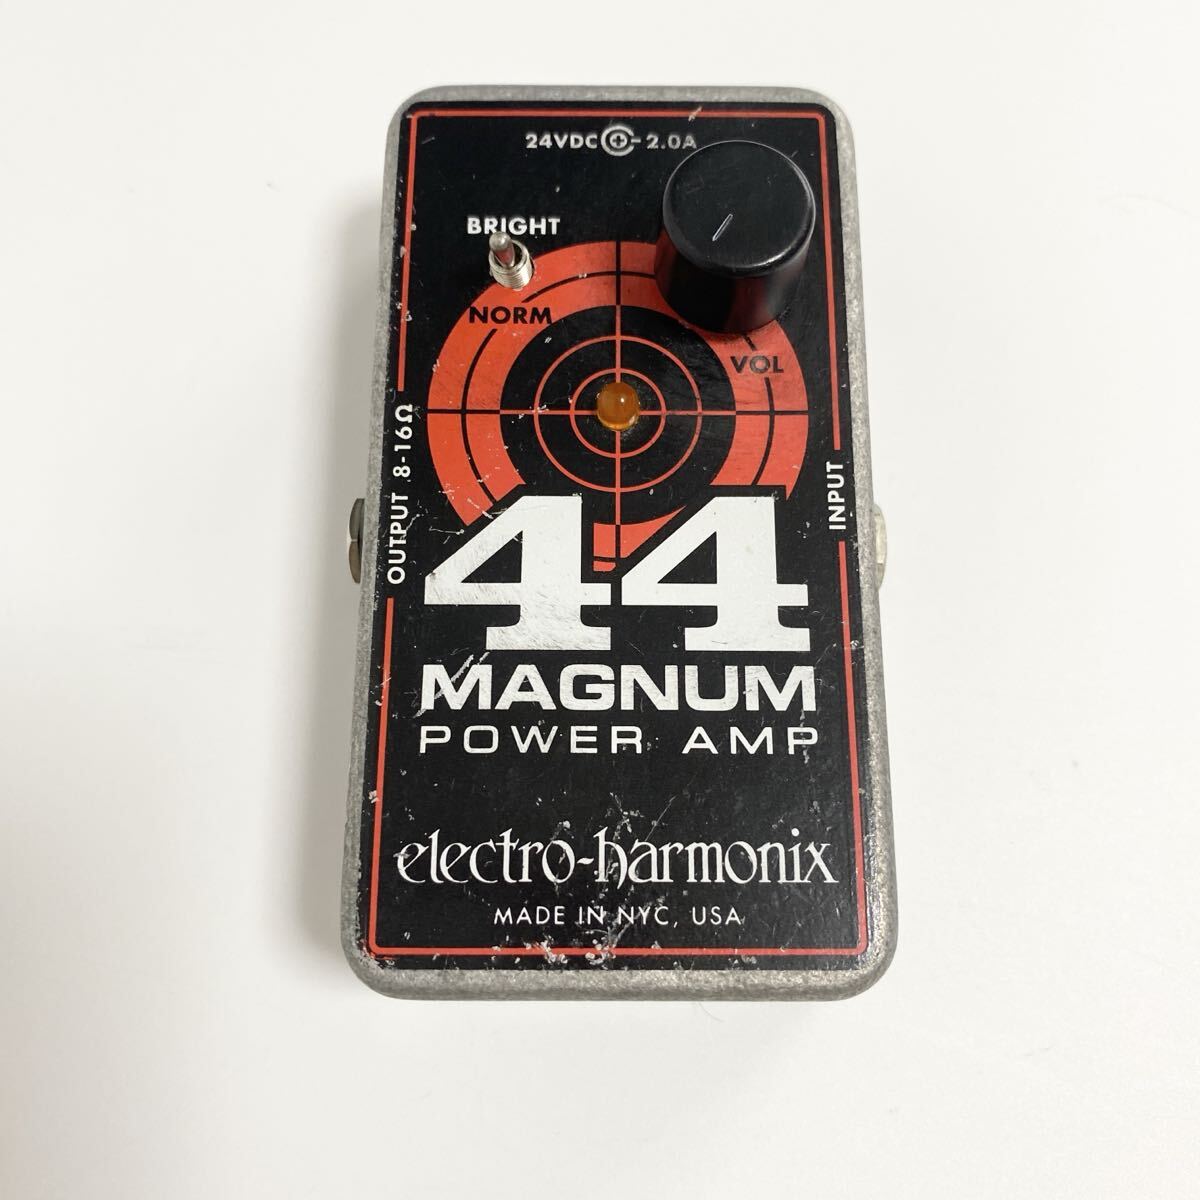 24VDC - 2.0A
BRIGHT
NORM
VOL
OUTPUT 8-16Ω
INPUT
44
MAGNUM
POWER AMP
electro-harmonix
MADE IN NYC, USA